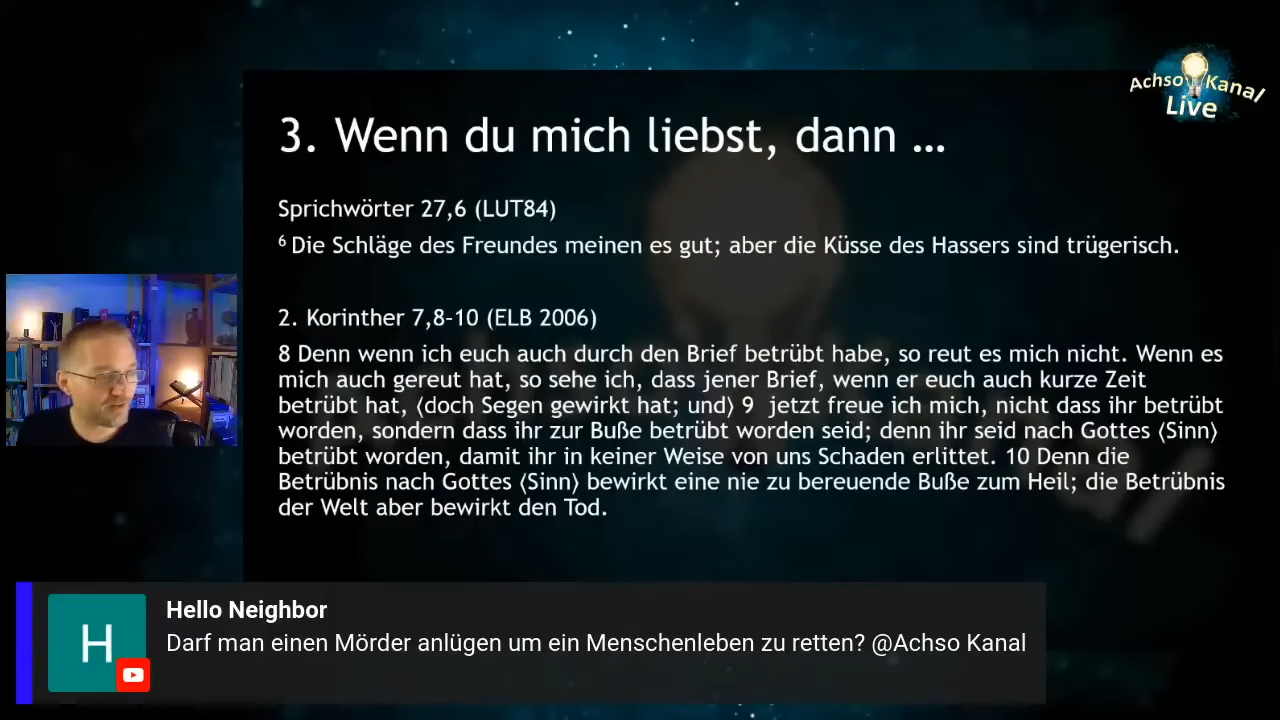 Achso Kanal
Live
3. Wenn du mich liebst, dann ...
Sprichwörter 27,6 (LUT84)
6 Die Schläge des Freundes meinen es gut; aber die Küsse des Hassers sind trügerisch.
2. Korinther 7,8-10 (ELB 2006)
8 Denn wenn ich euch auch durch den Brief betrübt habe, so reut es mich nicht. Wenn es
mich auch gereut hat, so sehe ich, dass jener Brief, wenn er euch auch kurze Zeit
betrübt hat, ⟨doch Segen gewirkt hat; und⟩ 9 jetzt freue ich mich, nicht dass ihr betrübt
worden, sondern dass ihr zur Buße betrübt worden seid; denn ihr seid nach Gottes ⟨Sinn⟩
betrübt worden, damit ihr in keiner Weise von uns Schaden erlittet. 10 Denn die
Betrübnis nach Gottes ⟨Sinn⟩ bewirkt eine nie zu bereuende Buße zum Heil; die Betrübnis
der Welt aber bewirkt den Tod.
H
Hello Neighbor
Darf man einen Mörder anlügen um ein Menschenleben zu retten? @Achso Kanal